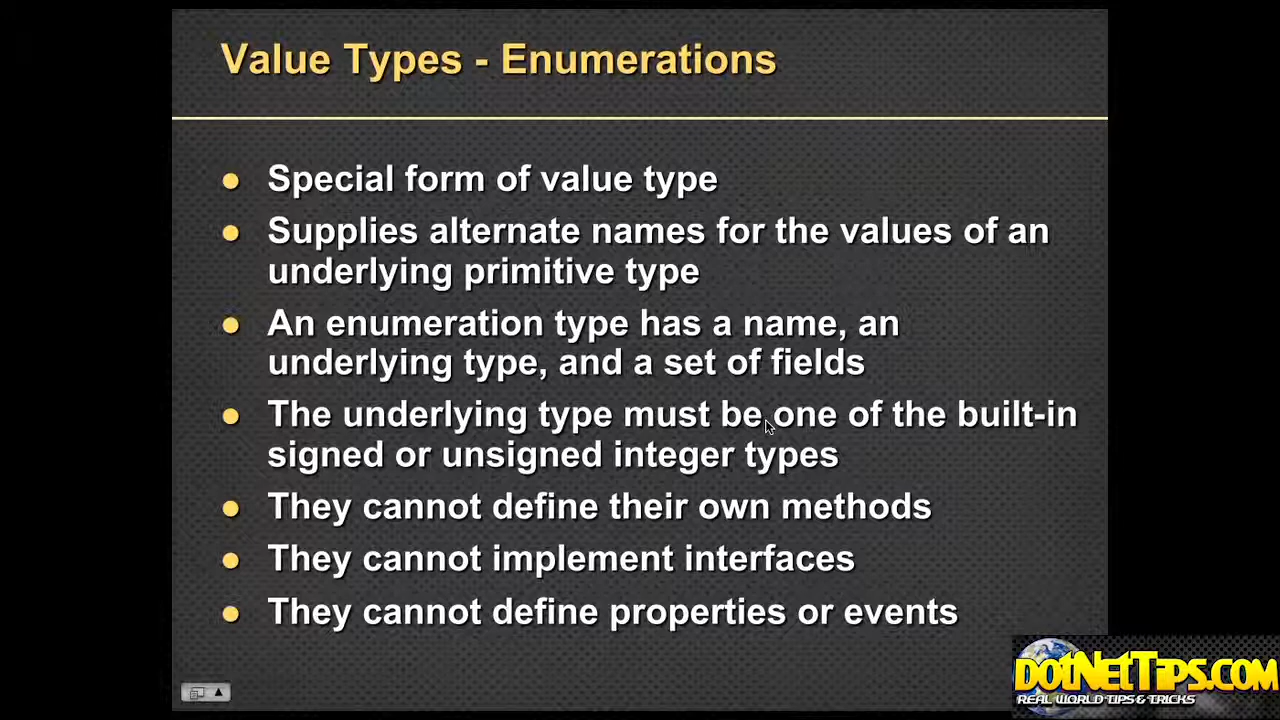 Value Types - Enumerations
Special form of value type
Supplies alternate names for the values of an
underlying primitive type
An enumeration type has a name, an
underlying type, and a set of fields
The underlying type must be one of the built-in
signed or unsigned integer types
They cannot define their own methods
They cannot implement interfaces
They cannot define properties or events
DotNetTips.com
REAL WORLD TIPS & TRICKS